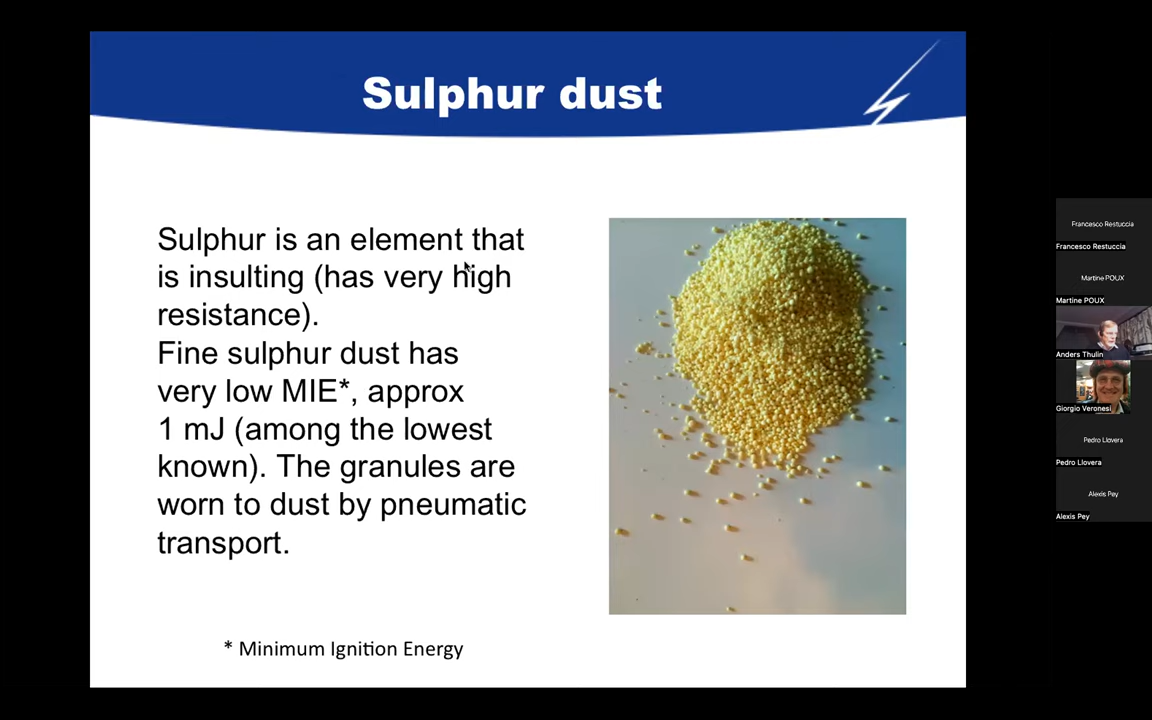 Sulphur dust
Sulphur is an element that
is insulting (has very high
resistance).
Fine sulphur dust has
very low MIE*, approx
1 mJ (among the lowest
known). The granules are
worn to dust by pneumatic
transport.
* Minimum Ignition Energy
Francesco Restuccia
Francesco Restuccia
Martine POUX
Martine POUX
Anders Thulin
Giorgio Veronesi
Pedro Llovera
Pedro Llovera
Alexis Pey
Alexis Pey